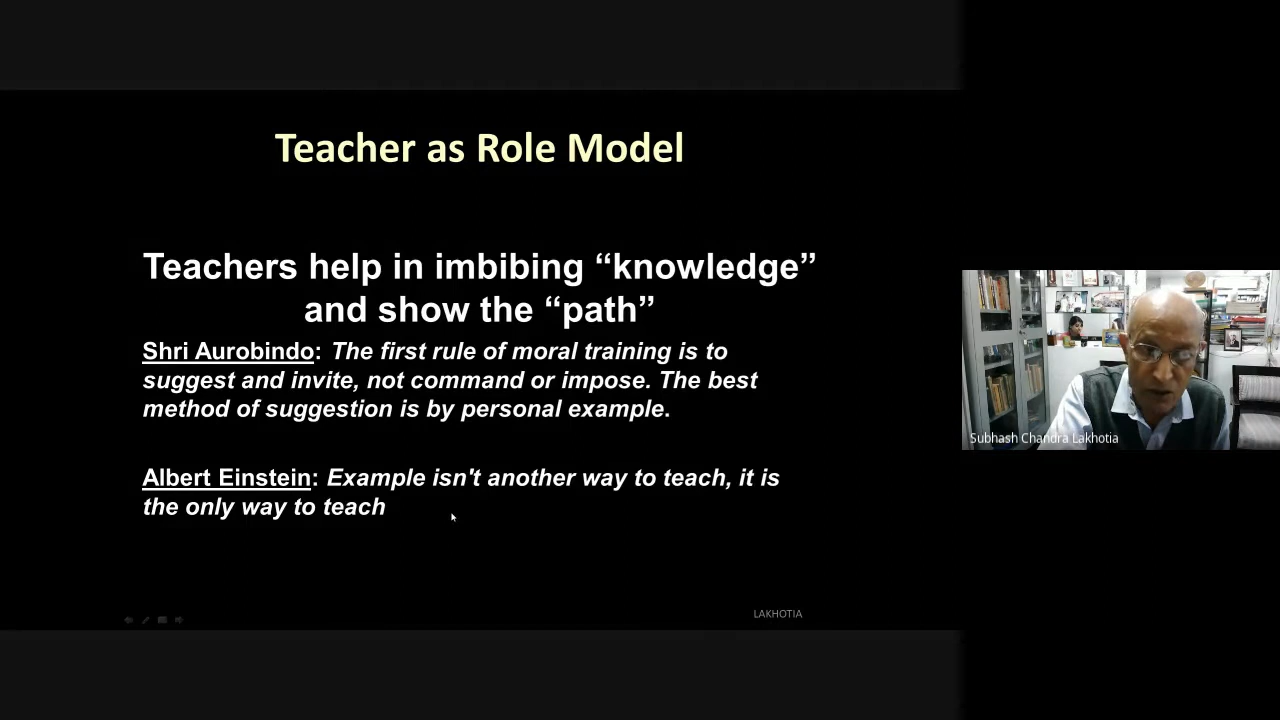 Teacher as Role Model
Teachers help in imbibing “knowledge”
and show the “path”
Shri Aurobindo: The first rule of moral training is to
suggest and invite, not command or impose. The best
method of suggestion is by personal example.
Albert Einstein: Example isn't another way to teach, it is
the only way to teach
LAKHOTIA
Subhash Chandra Lakhotia